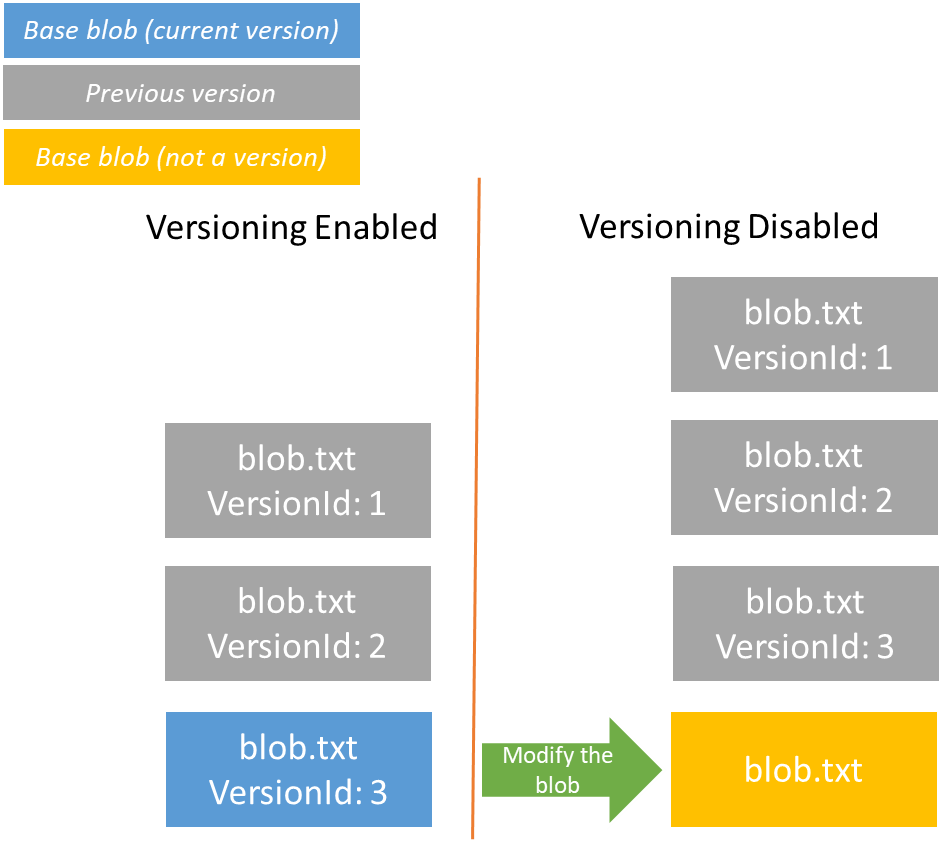 Base blob (current version)
Previous version
Base blob (not a version)
Versioning Enabled
blob.txt
VersionId: 1
blob.txt
VersionId: 2
blob.txt
VersionId: 3
Modify the
blob
Versioning Disabled
blob.txt
VersionId: 1
blob.txt
VersionId: 2
blob.txt
VersionId: 3
blob.txt